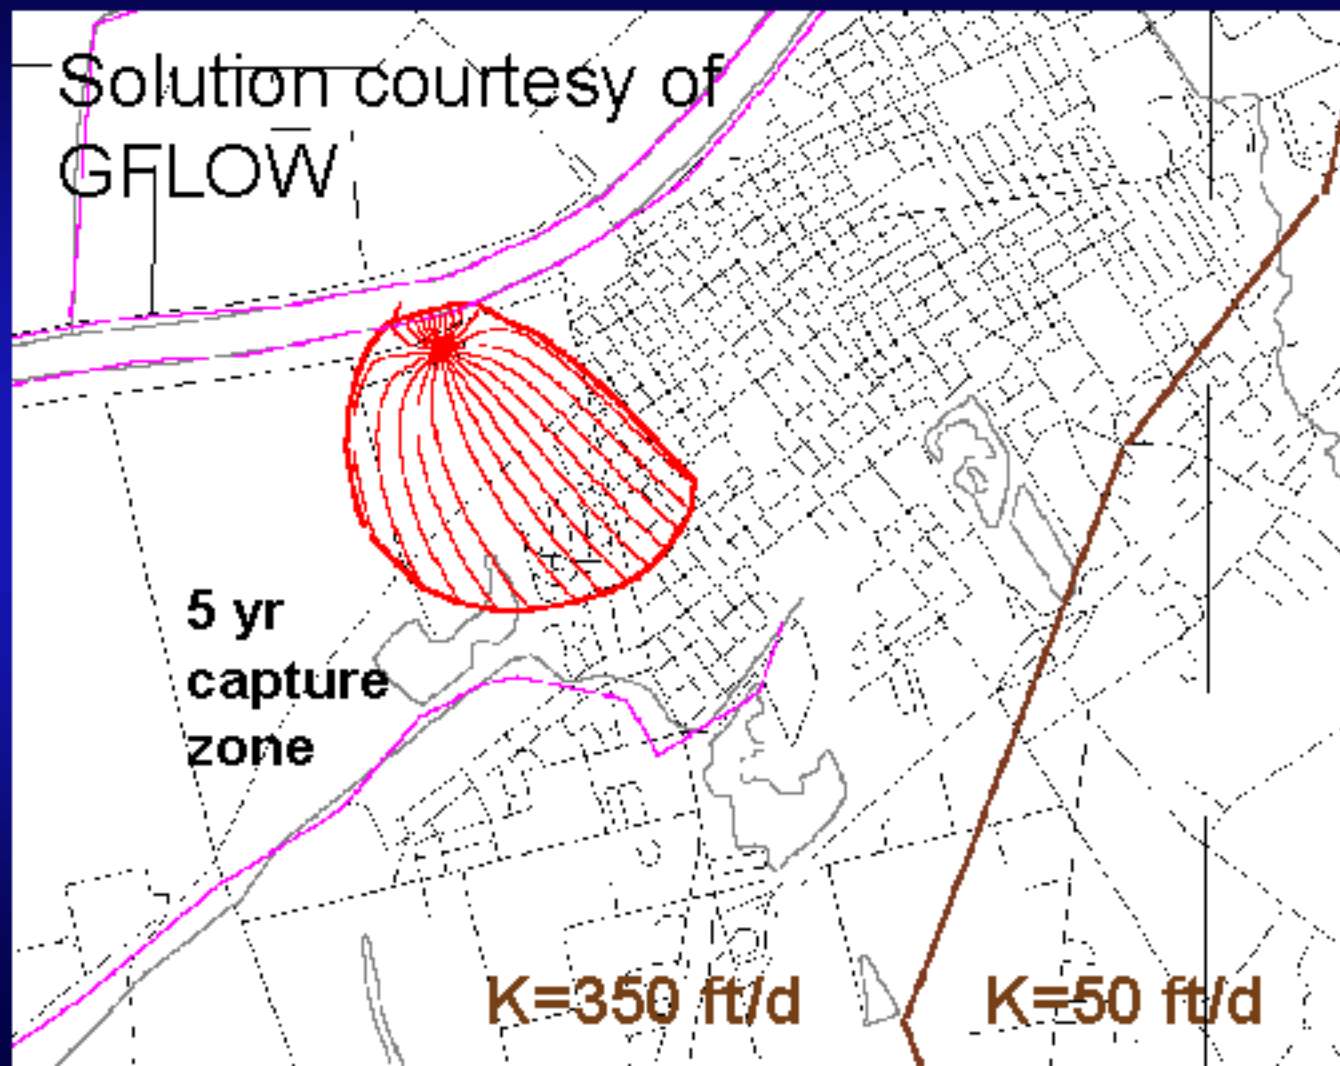 Solution courtesy of
GFLOW
5 yr
capture
zone
K=350 ft/d
K=50 ft/d